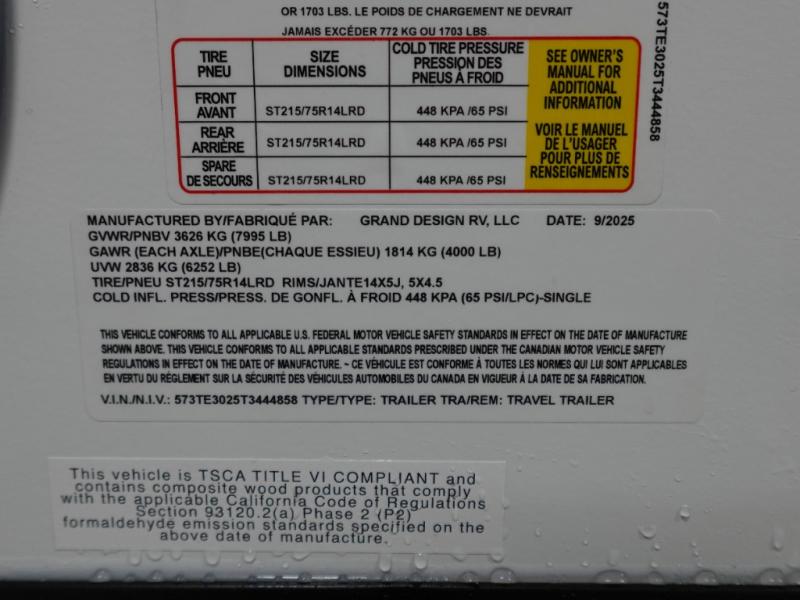 OR 1703 LBS. LE POIDS DE CHARGEMENT NE DEVRAIT
JAMAIS EXCÉDER 772 KG OU 1703 LBS.
TIRE SIZE COLD TIRE PRESSURE
PNEU DIMENSIONS PRESSION DES
PNEUS À FROID
FRONT
AVANT ST215/75R14LRD 448 KPA /65 PSI
REAR
ARRIÈRE ST215/75R14LRD 448 KPA /65 PSI
SPARE
DE SECOURS ST215/75R14LRD 448 KPA /65 PSI
SEE OWNER'S
MANUAL FOR
ADDITIONAL
INFORMATION
VOIR LE MANUEL
DE L'USAGER
POUR PLUS DE
RENSEIGNEMENTS
573TE3025T3444858
MANUFACTURED BY/FABRIQUÉ PAR: GRAND DESIGN RV, LLC DATE: 9/2025
GVWR/PNBV 3626 KG (7995 LB)
GAWR (EACH AXLE)/PNBE(CHAQUE ESSIEU) 1814 KG (4000 LB)
UVW 2836 KG (6252 LB)
TIRE/PNEU ST215/75R14LRD RIMS/JANTE14X5J, 5X4.5
COLD INFL. PRESS/PRESS. DE GONFL. À FROID 448 KPA (65 PSI/LPC)-SINGLE
THIS VEHICLE CONFORMS TO ALL APPLICABLE U.S. FEDERAL MOTOR VEHICLE SAFETY STANDARDS IN EFFECT ON THE DATE OF MANUFACTURE
SHOWN ABOVE. THIS VEHICLE CONFORMS TO ALL APPLICABLE STANDARDS PRESCRIBED UNDER THE CANADIAN MOTOR VEHICLE SAFETY
REGULATIONS IN EFFECT ON THE DATE OF MANUFACTURE. ~ CE VÉHICULE EST CONFORME À TOUTES LES NORMES QUI LUI SONT APPLICABLES
EN VERTU DU RÈGLEMENT SUR LA SÉCURITÉ DES VÉHICULES AUTOMOBILES DU CANADA EN VIGUEUR À LA DATE DE SA FABRICATION.
V.I.N./N.I.V.: 573TE3025T3444858 TYPE/TYPE: TRAILER TRA/REM: TRAVEL TRAILER
This vehicle is TSCA TITLE VI COMPLIANT and
contains composite wood products that comply
with the applicable California Code of Regulations
Section 93120.2(a) Phase 2 (P2)
formaldehyde emission standards specified on the
above date of manufacture.